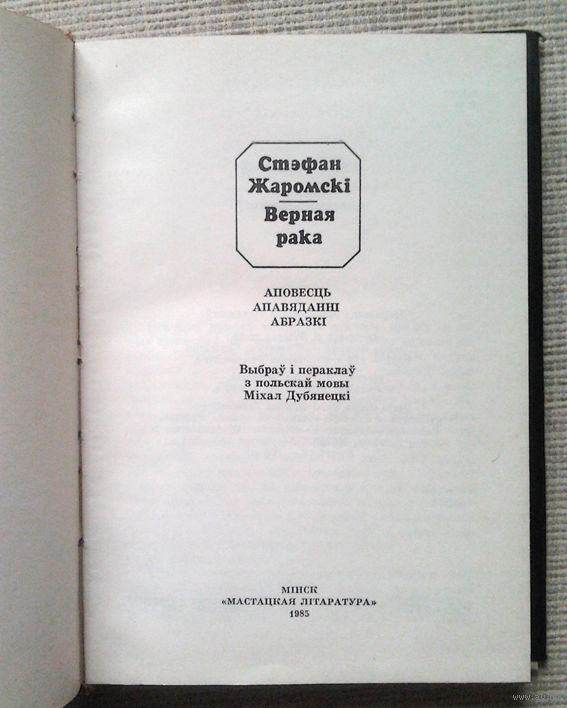 Стэфан
Жаромскі
Верная
рака
АПОВЕСЦЬ
АПАВЯДАННІ
АБРАЗКІ
Выбраў і пераклаў
з польскай мовы
Міхал Дубянецкі
МІНСК
«МАСТАЦКАЯ ЛІТАРАТУРА»
1985